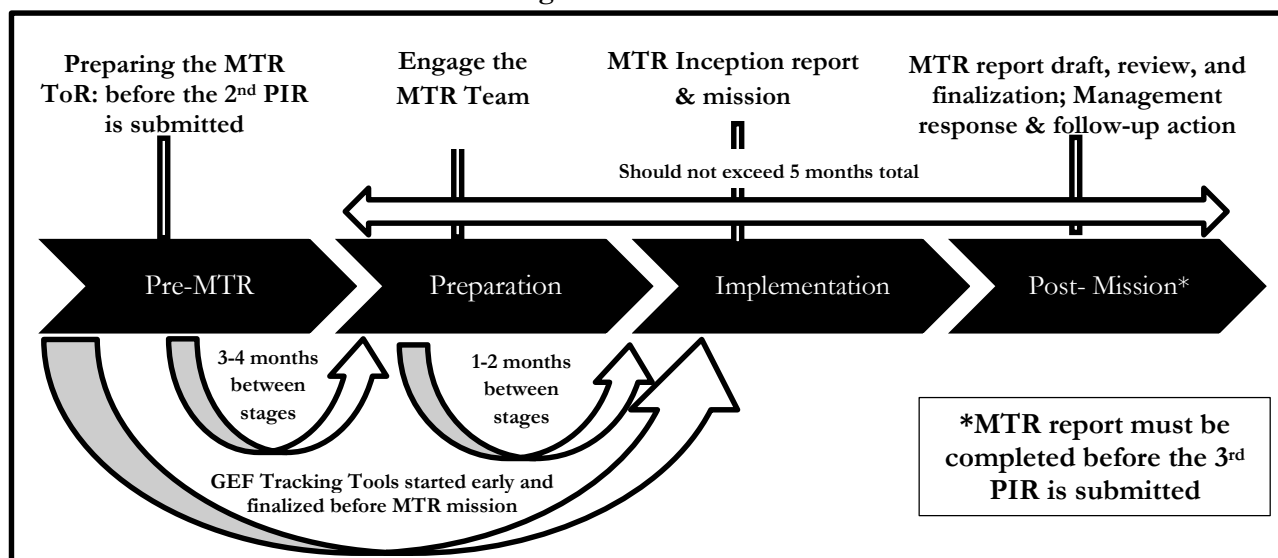 Preparing the MTR
ToR: before the 2nd PIR
is submitted
Engage the
MTR Team
MTR Inception report
& mission
MTR report draft, review, and
finalization; Management
response & follow-up action
Should not exceed 5 months total
Pre-MTR
Preparation
Implementation
Post- Mission*
3-4 months
between
stages
1-2 months
between
stages
GEF Tracking Tools started early and
finalized before MTR mission
*MTR report must be
completed before the 3rd
PIR is submitted